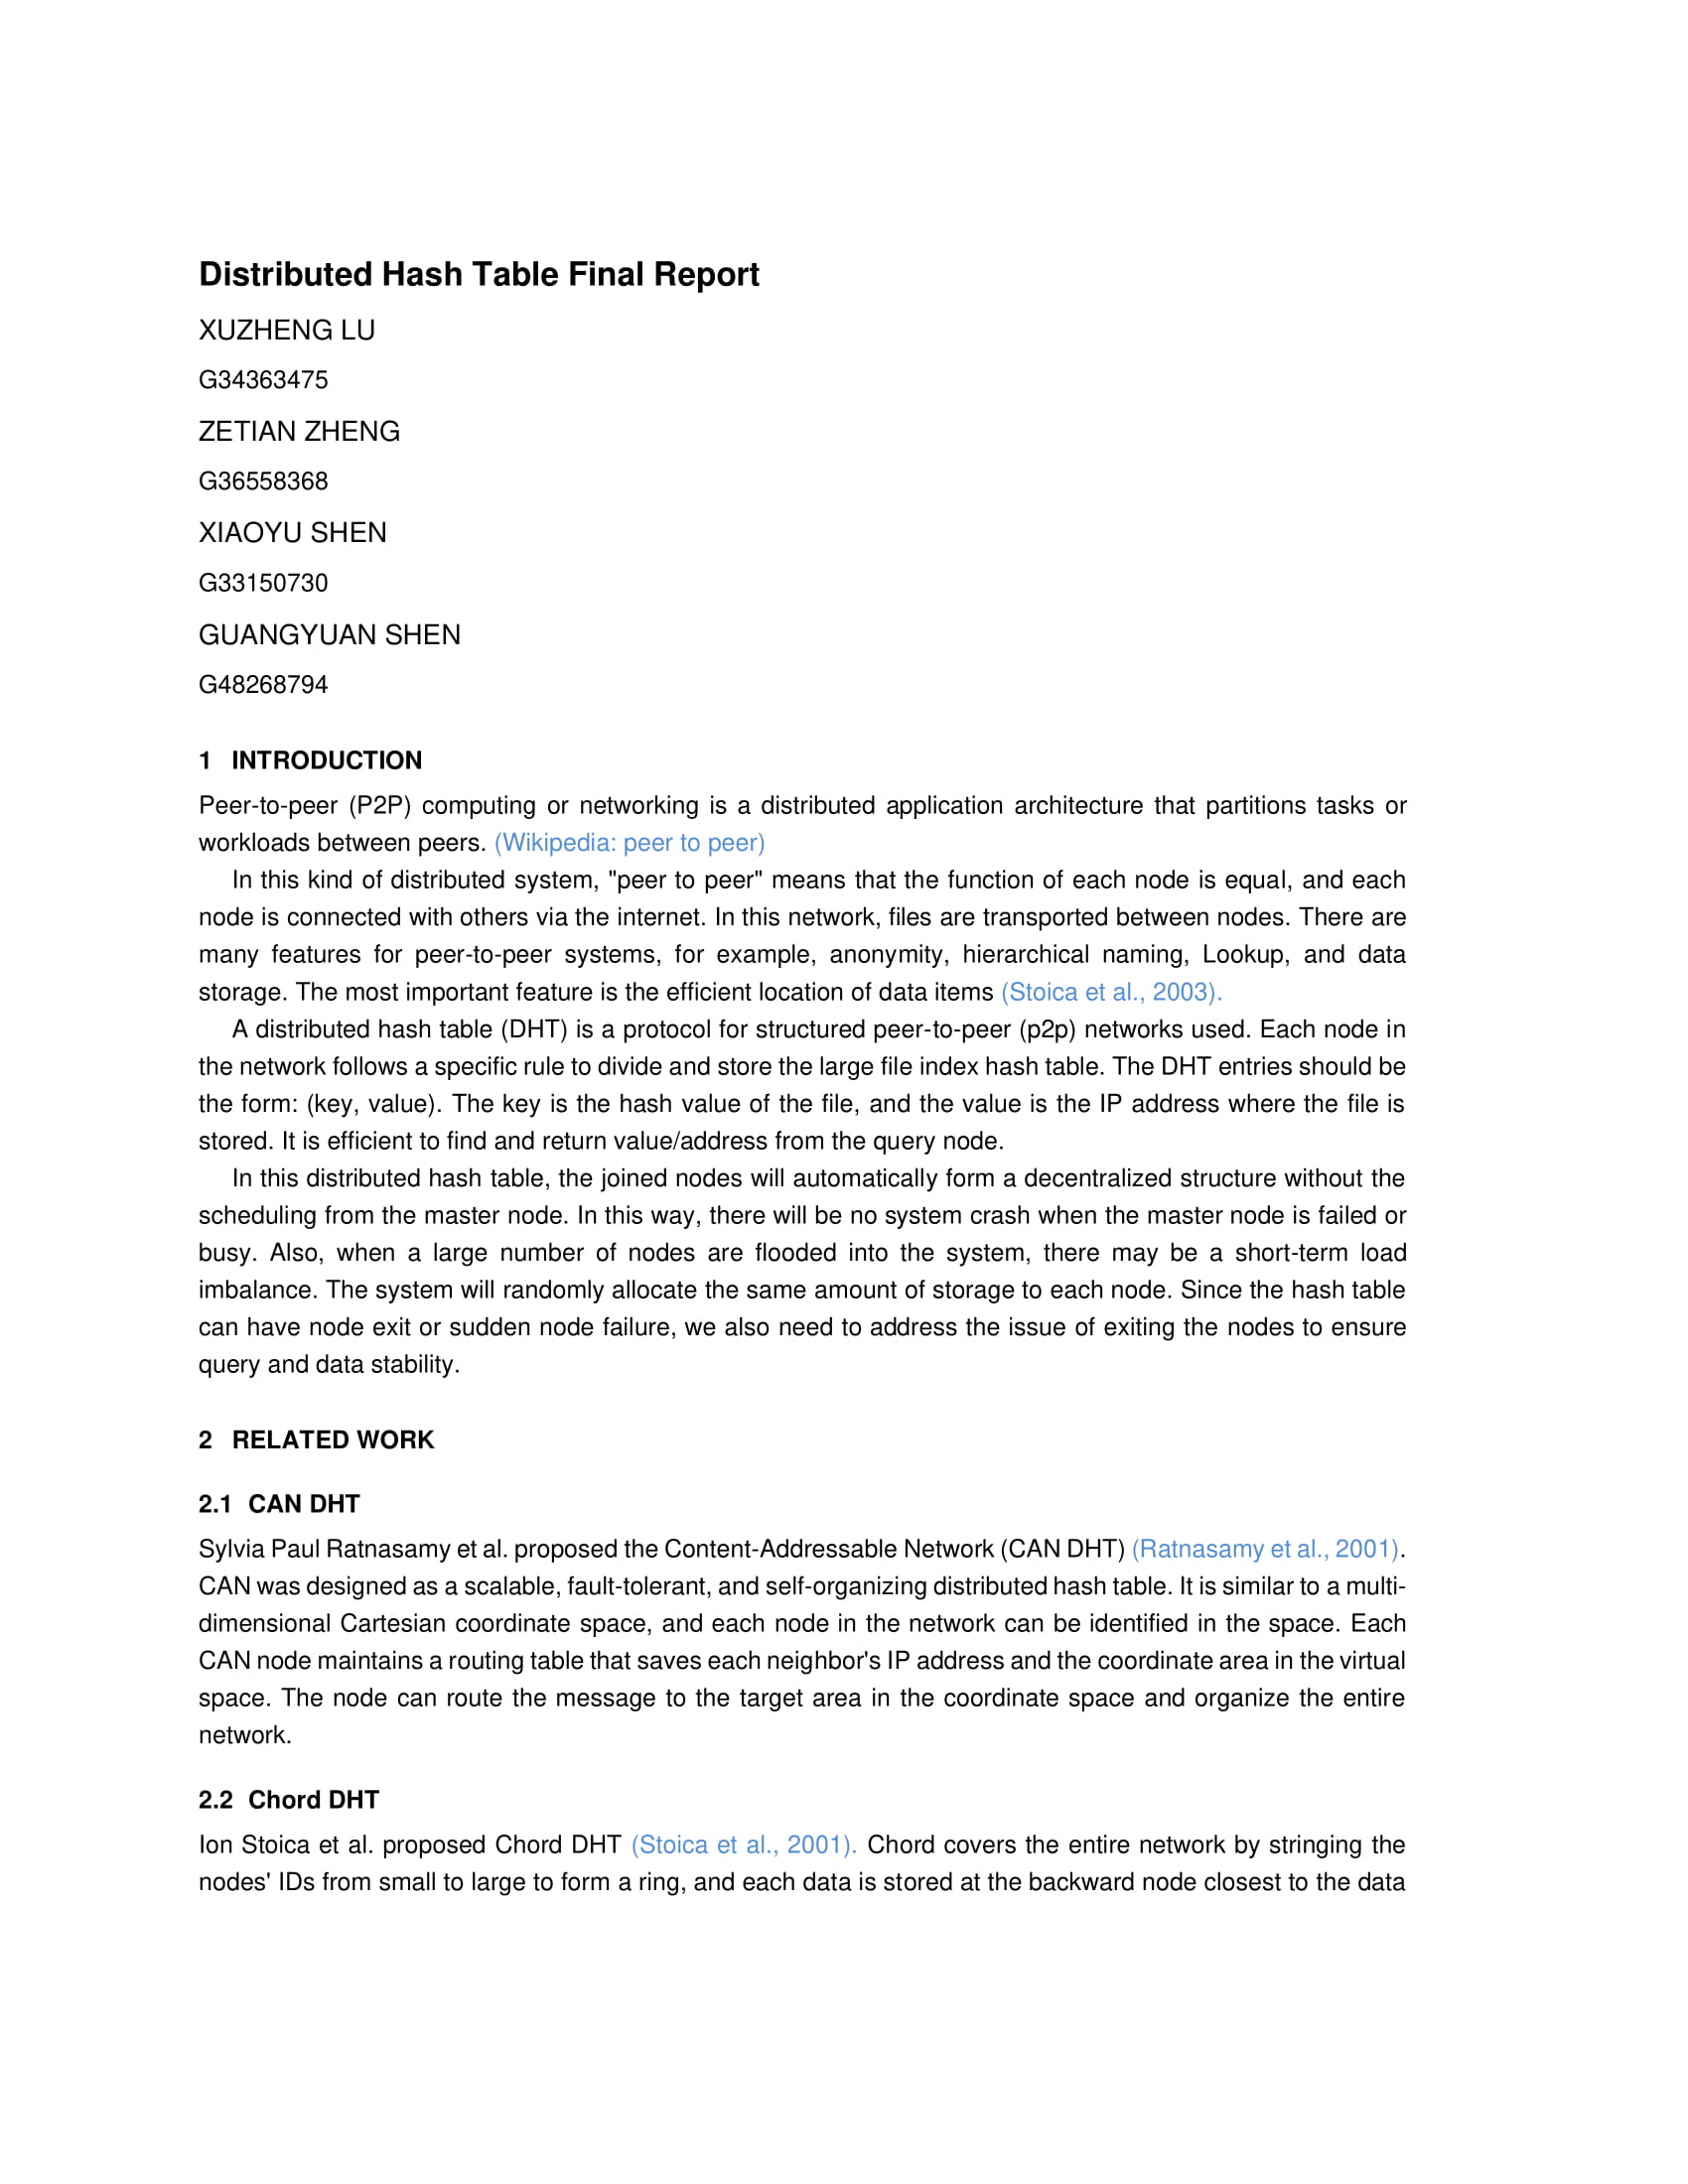 Distributed Hash Table Final Report
XUZHENG LU
G34363475
ZETIAN ZHENG
G36558368
XIAOYU SHEN
G33150730
GUANGYUAN SHEN
G48268794
1 INTRODUCTION
Peer-to-peer (P2P) computing or networking is a distributed application architecture that partitions tasks or
workloads between peers. (Wikipedia: peer to peer)
In this kind of distributed system, "peer to peer" means that the function of each node is equal, and each
node is connected with others via the internet. In this network, files are transported between nodes. There are
many features for peer-to-peer systems, for example, anonymity, hierarchical naming, Lookup, and data
storage. The most important feature is the efficient location of data items (Stoica et al., 2003).
A distributed hash table (DHT) is a protocol for structured peer-to-peer (p2p) networks used. Each node in
the network follows a specific rule to divide and store the large file index hash table. The DHT entries should be
the form: (key, value). The key is the hash value of the file, and the value is the IP address where the file is
stored. It is efficient to find and return value/address from the query node.
In this distributed hash table, the joined nodes will automatically form a decentralized structure without the
scheduling from the master node. In this way, there will be no system crash when the master node is failed or
busy. Also, when a large number of nodes are flooded into the system, there may be a short-term load
imbalance. The system will randomly allocate the same amount of storage to each node. Since the hash table
can have node exit or sudden node failure, we also need to address the issue of exiting the nodes to ensure
query and data stability.
2 RELATED WORK
2.1 CAN DHT
Sylvia Paul Ratnasamy et al. proposed the Content-Addressable Network (CAN DHT) (Ratnasamy et al., 2001).
CAN was designed as a scalable, fault-tolerant, and self-organizing distributed hash table. It is similar to a multi-
dimensional Cartesian coordinate space, and each node in the network can be identified in the space. Each
CAN node maintains a routing table that saves each neighbor's IP address and the coordinate area in the virtual
space. The node can route the message to the target area in the coordinate space and organize the entire
network.
2.2 Chord DHT
Ion Stoica et al. proposed Chord DHT (Stoica et al., 2001). Chord covers the entire network by stringing the
nodes' IDs from small to large to form a ring, and each data is stored at the backward node closest to the data